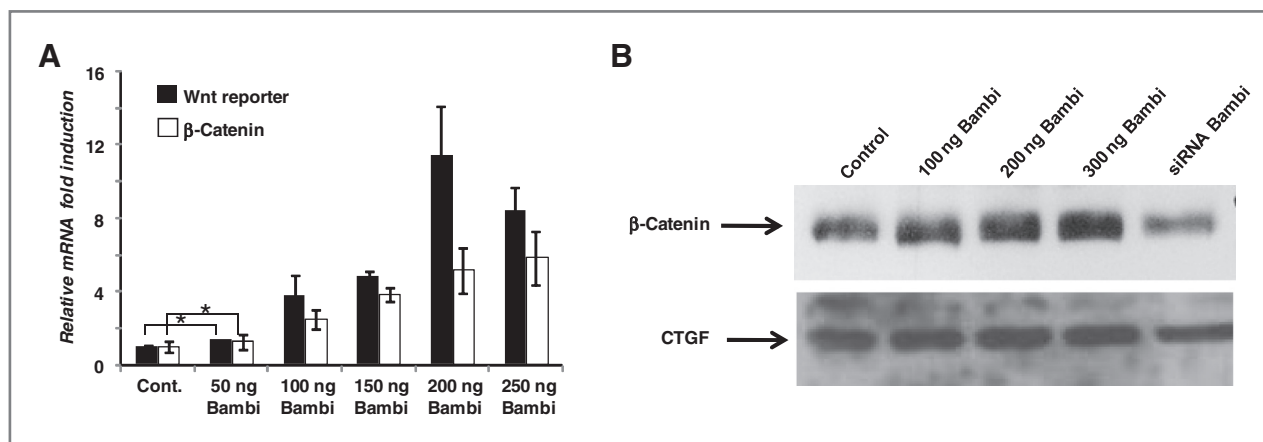 A
Relative mRNA fold induction
16
12
8
4
0
Wnt reporter
β-Catenin
*
*
Cont.
50 ng
Bambi
100 ng
Bambi
150 ng
Bambi
200 ng
Bambi
250 ng
Bambi
B
Control
100 ng Bambi
200 ng Bambi
300 ng Bambi
siRNA Bambi
β-Catenin
CTGF